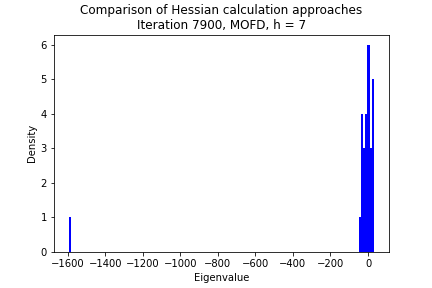 Comparison of Hessian calculation approaches
Iteration 7900, MOFD, h = 7
Density
6
5
4
3
2
1
0
−1600 −1400 −1200 −1000 −800 −600 −400 −200 0
Eigenvalue